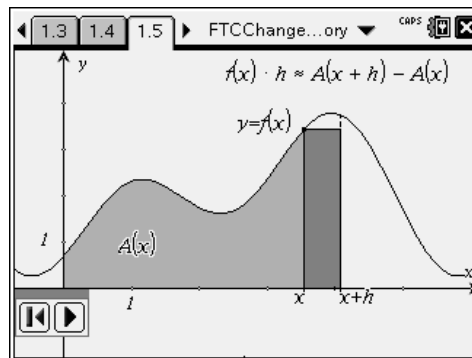 1.3 1.4 1.5 FTCChange...ory CAPS
y
f(x) · h ≈ A(x + h) – A(x)
y=f(x)
1
A(x)
x
1 x x+h